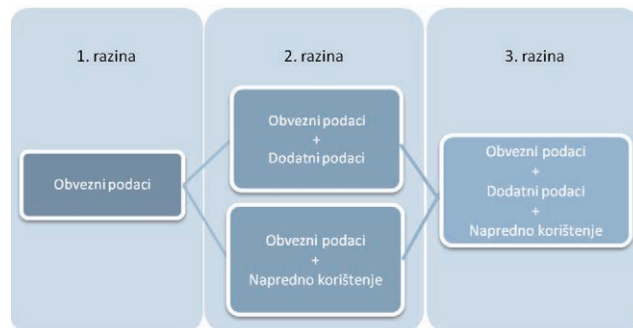 1. razina
2. razina
3. razina
Obvezni podaci
Obvezni podaci
+
Dodatni podaci
Obvezni podaci
+
Napredno korištenje
Obvezni podaci
+
Dodatni podaci
+
Napredno korištenje